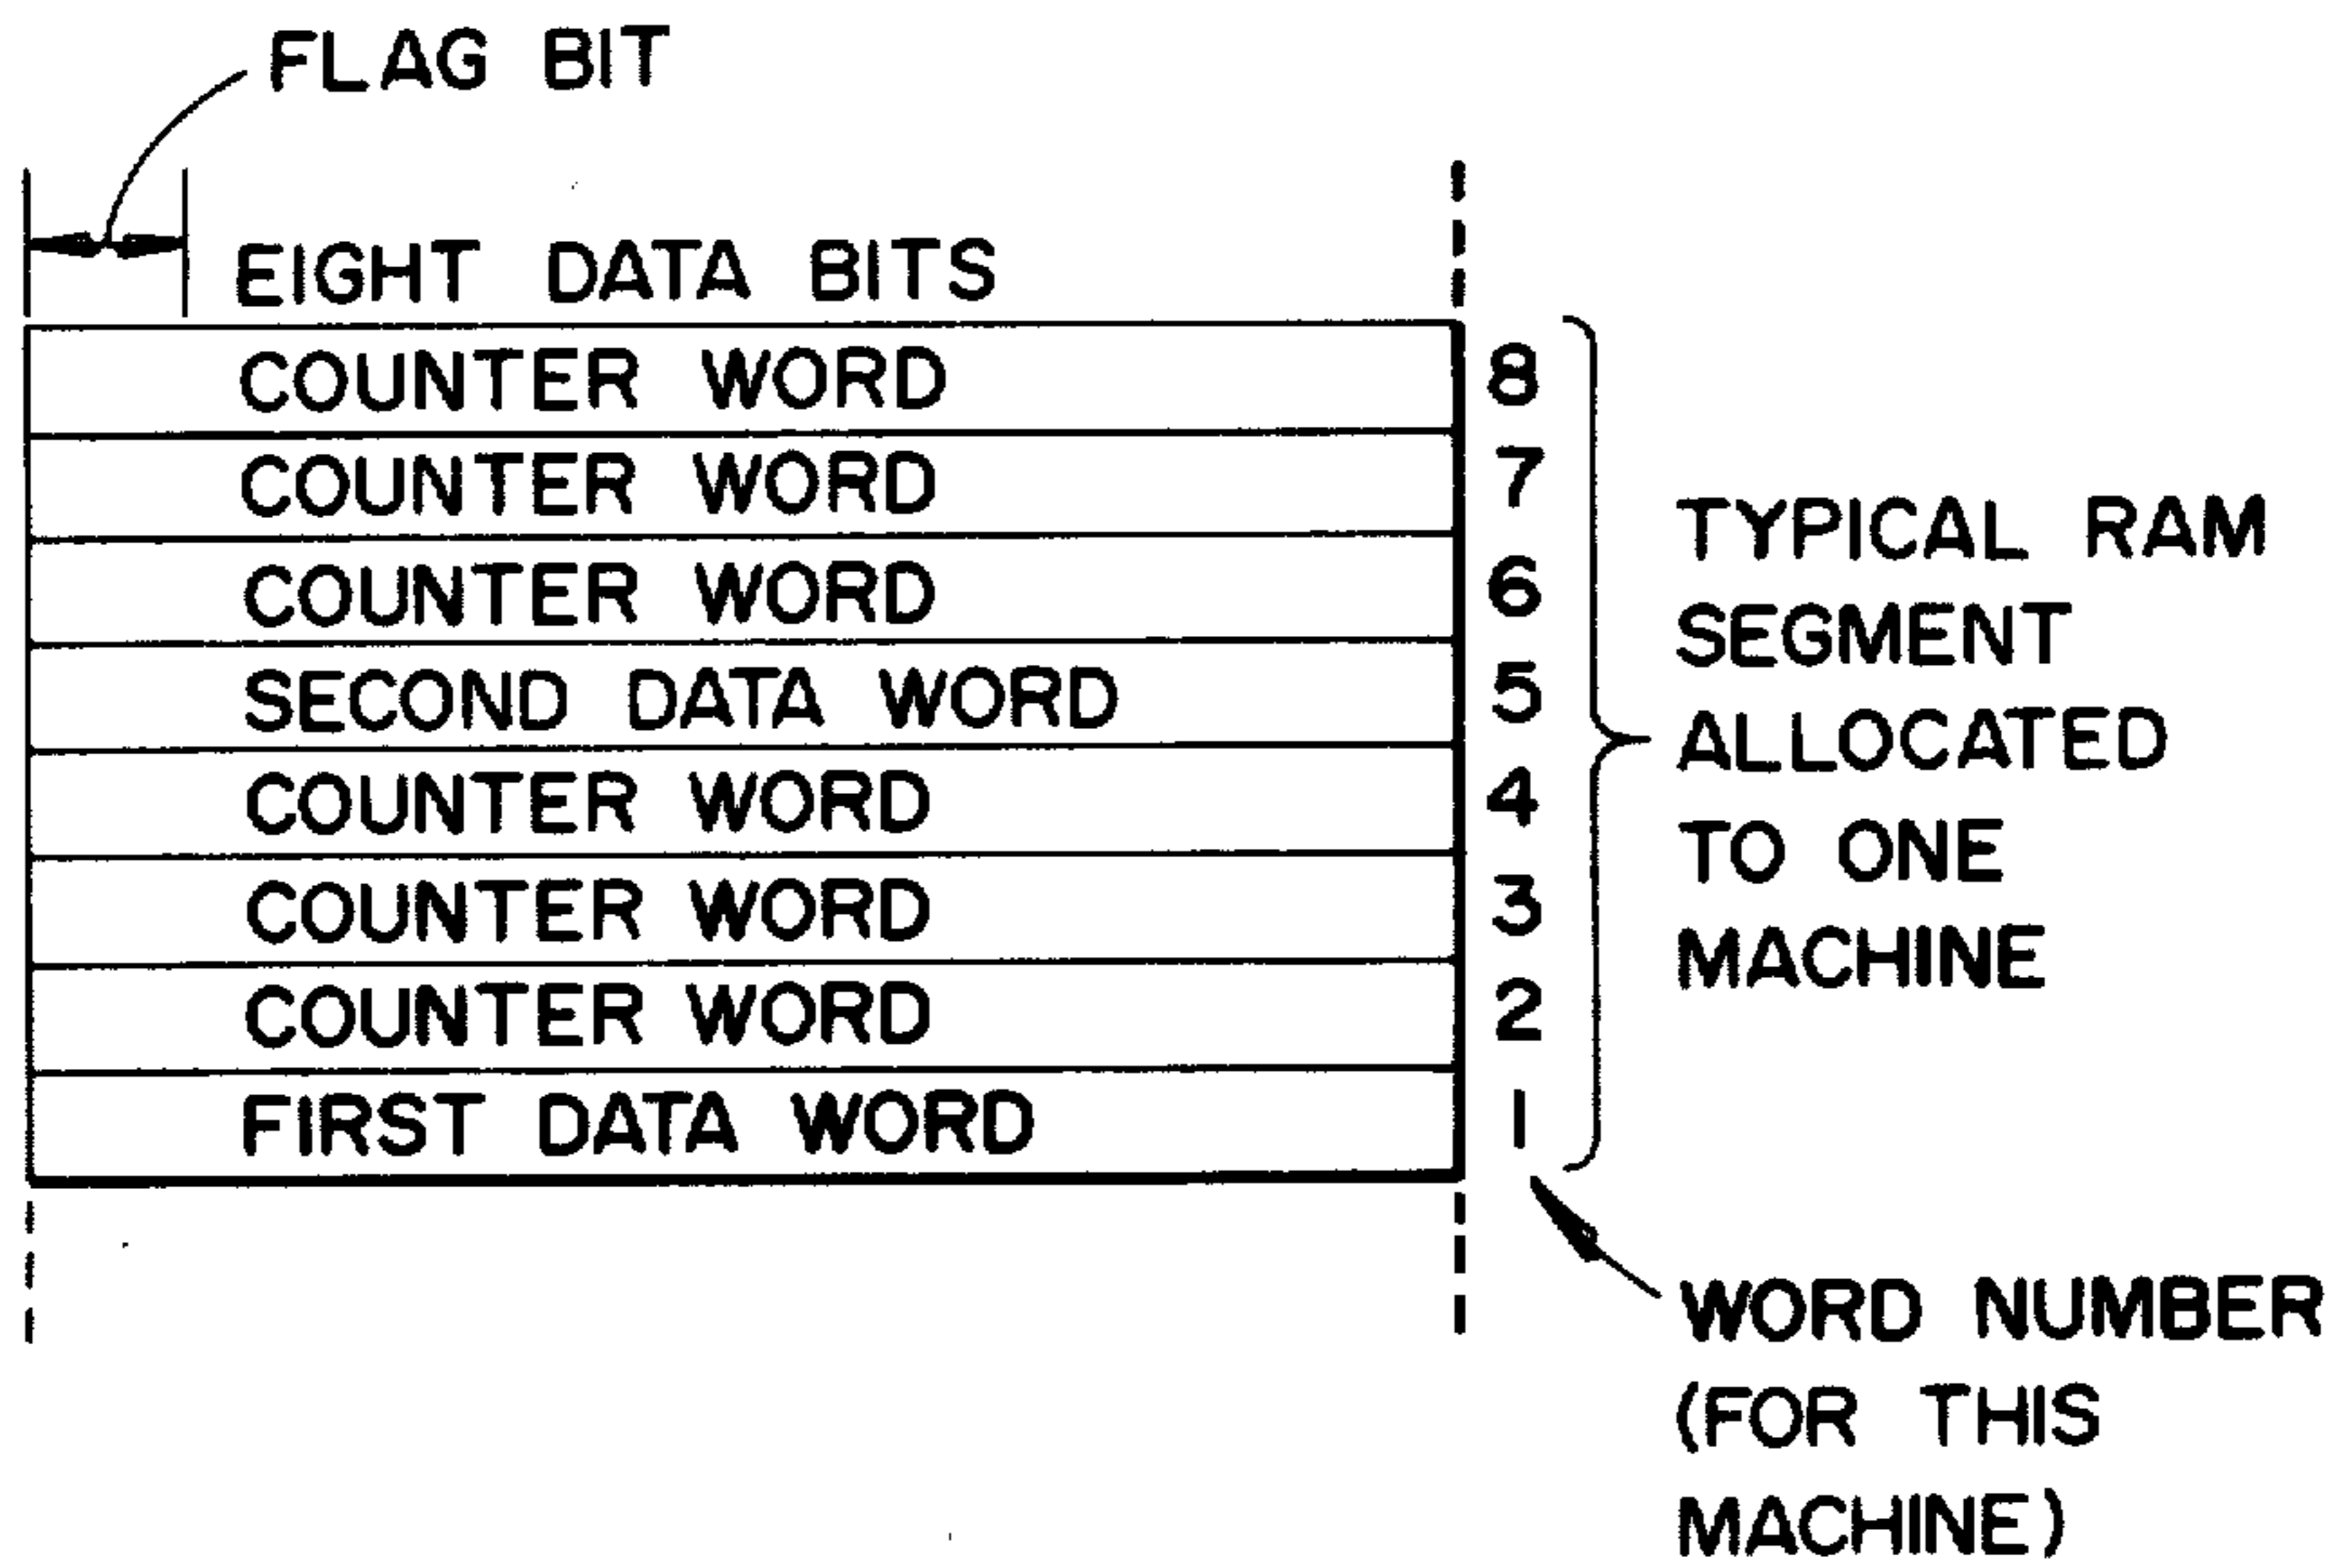 FLAG BIT
EIGHT DATA BITS
COUNTER WORD 8
COUNTER WORD 7
COUNTER WORD 6
SECOND DATA WORD 5
COUNTER WORD 4
COUNTER WORD 3
COUNTER WORD 2
FIRST DATA WORD 1
TYPICAL RAM
SEGMENT
ALLOCATED
TO ONE
MACHINE
WORD NUMBER
(FOR THIS
MACHINE)